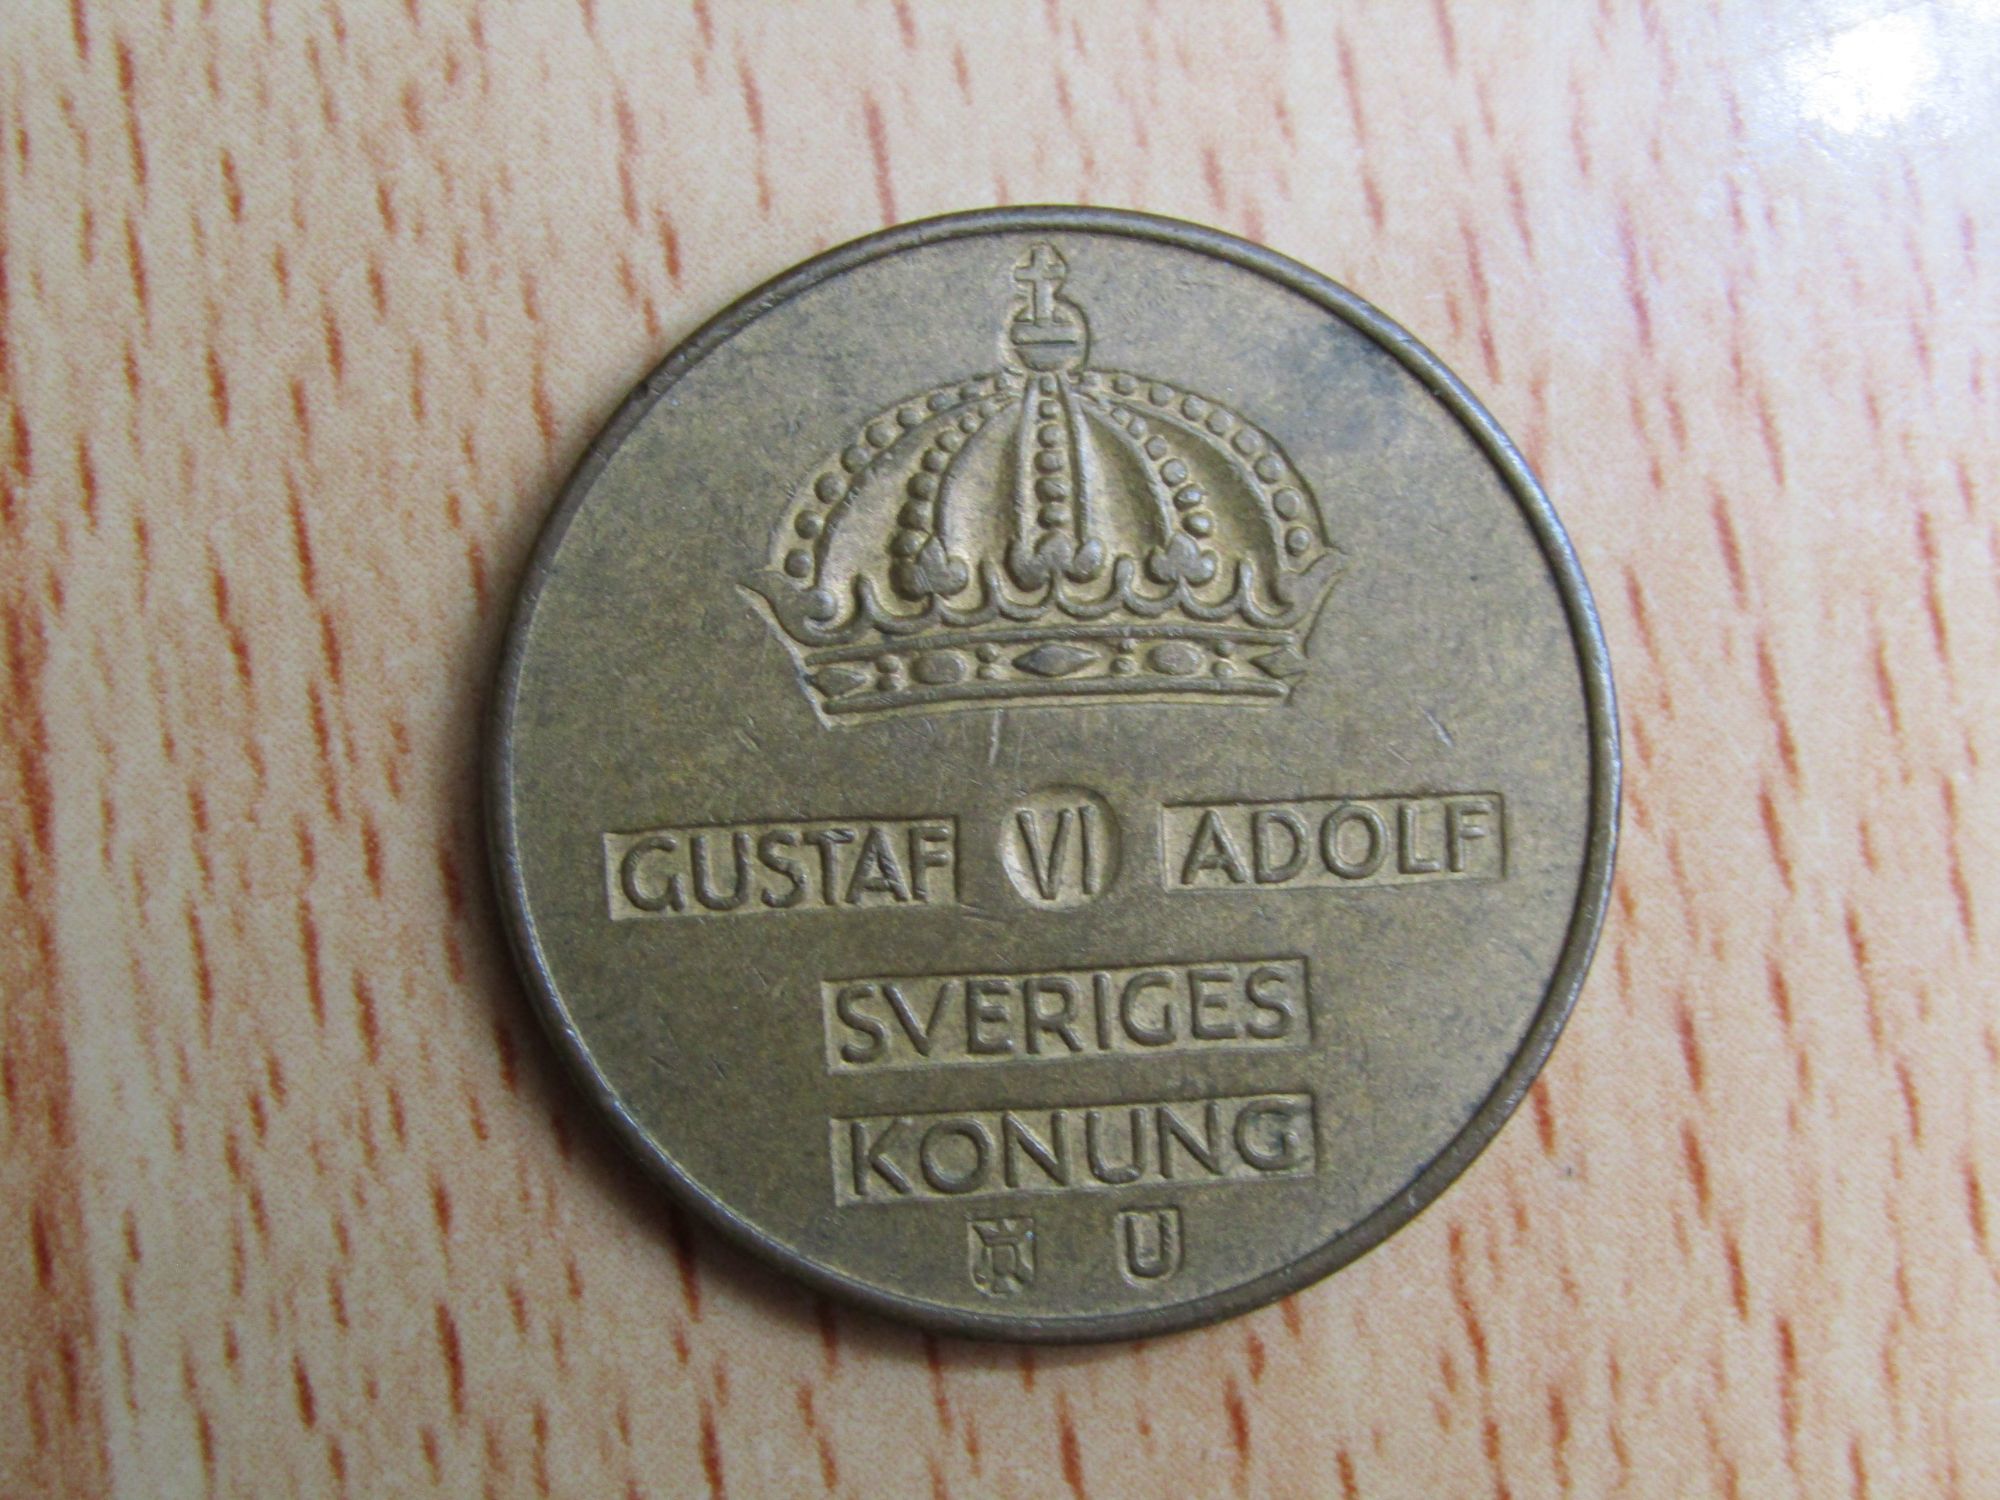 GUSTAF VI ADOLF
SVERIGES
KONUNG
U